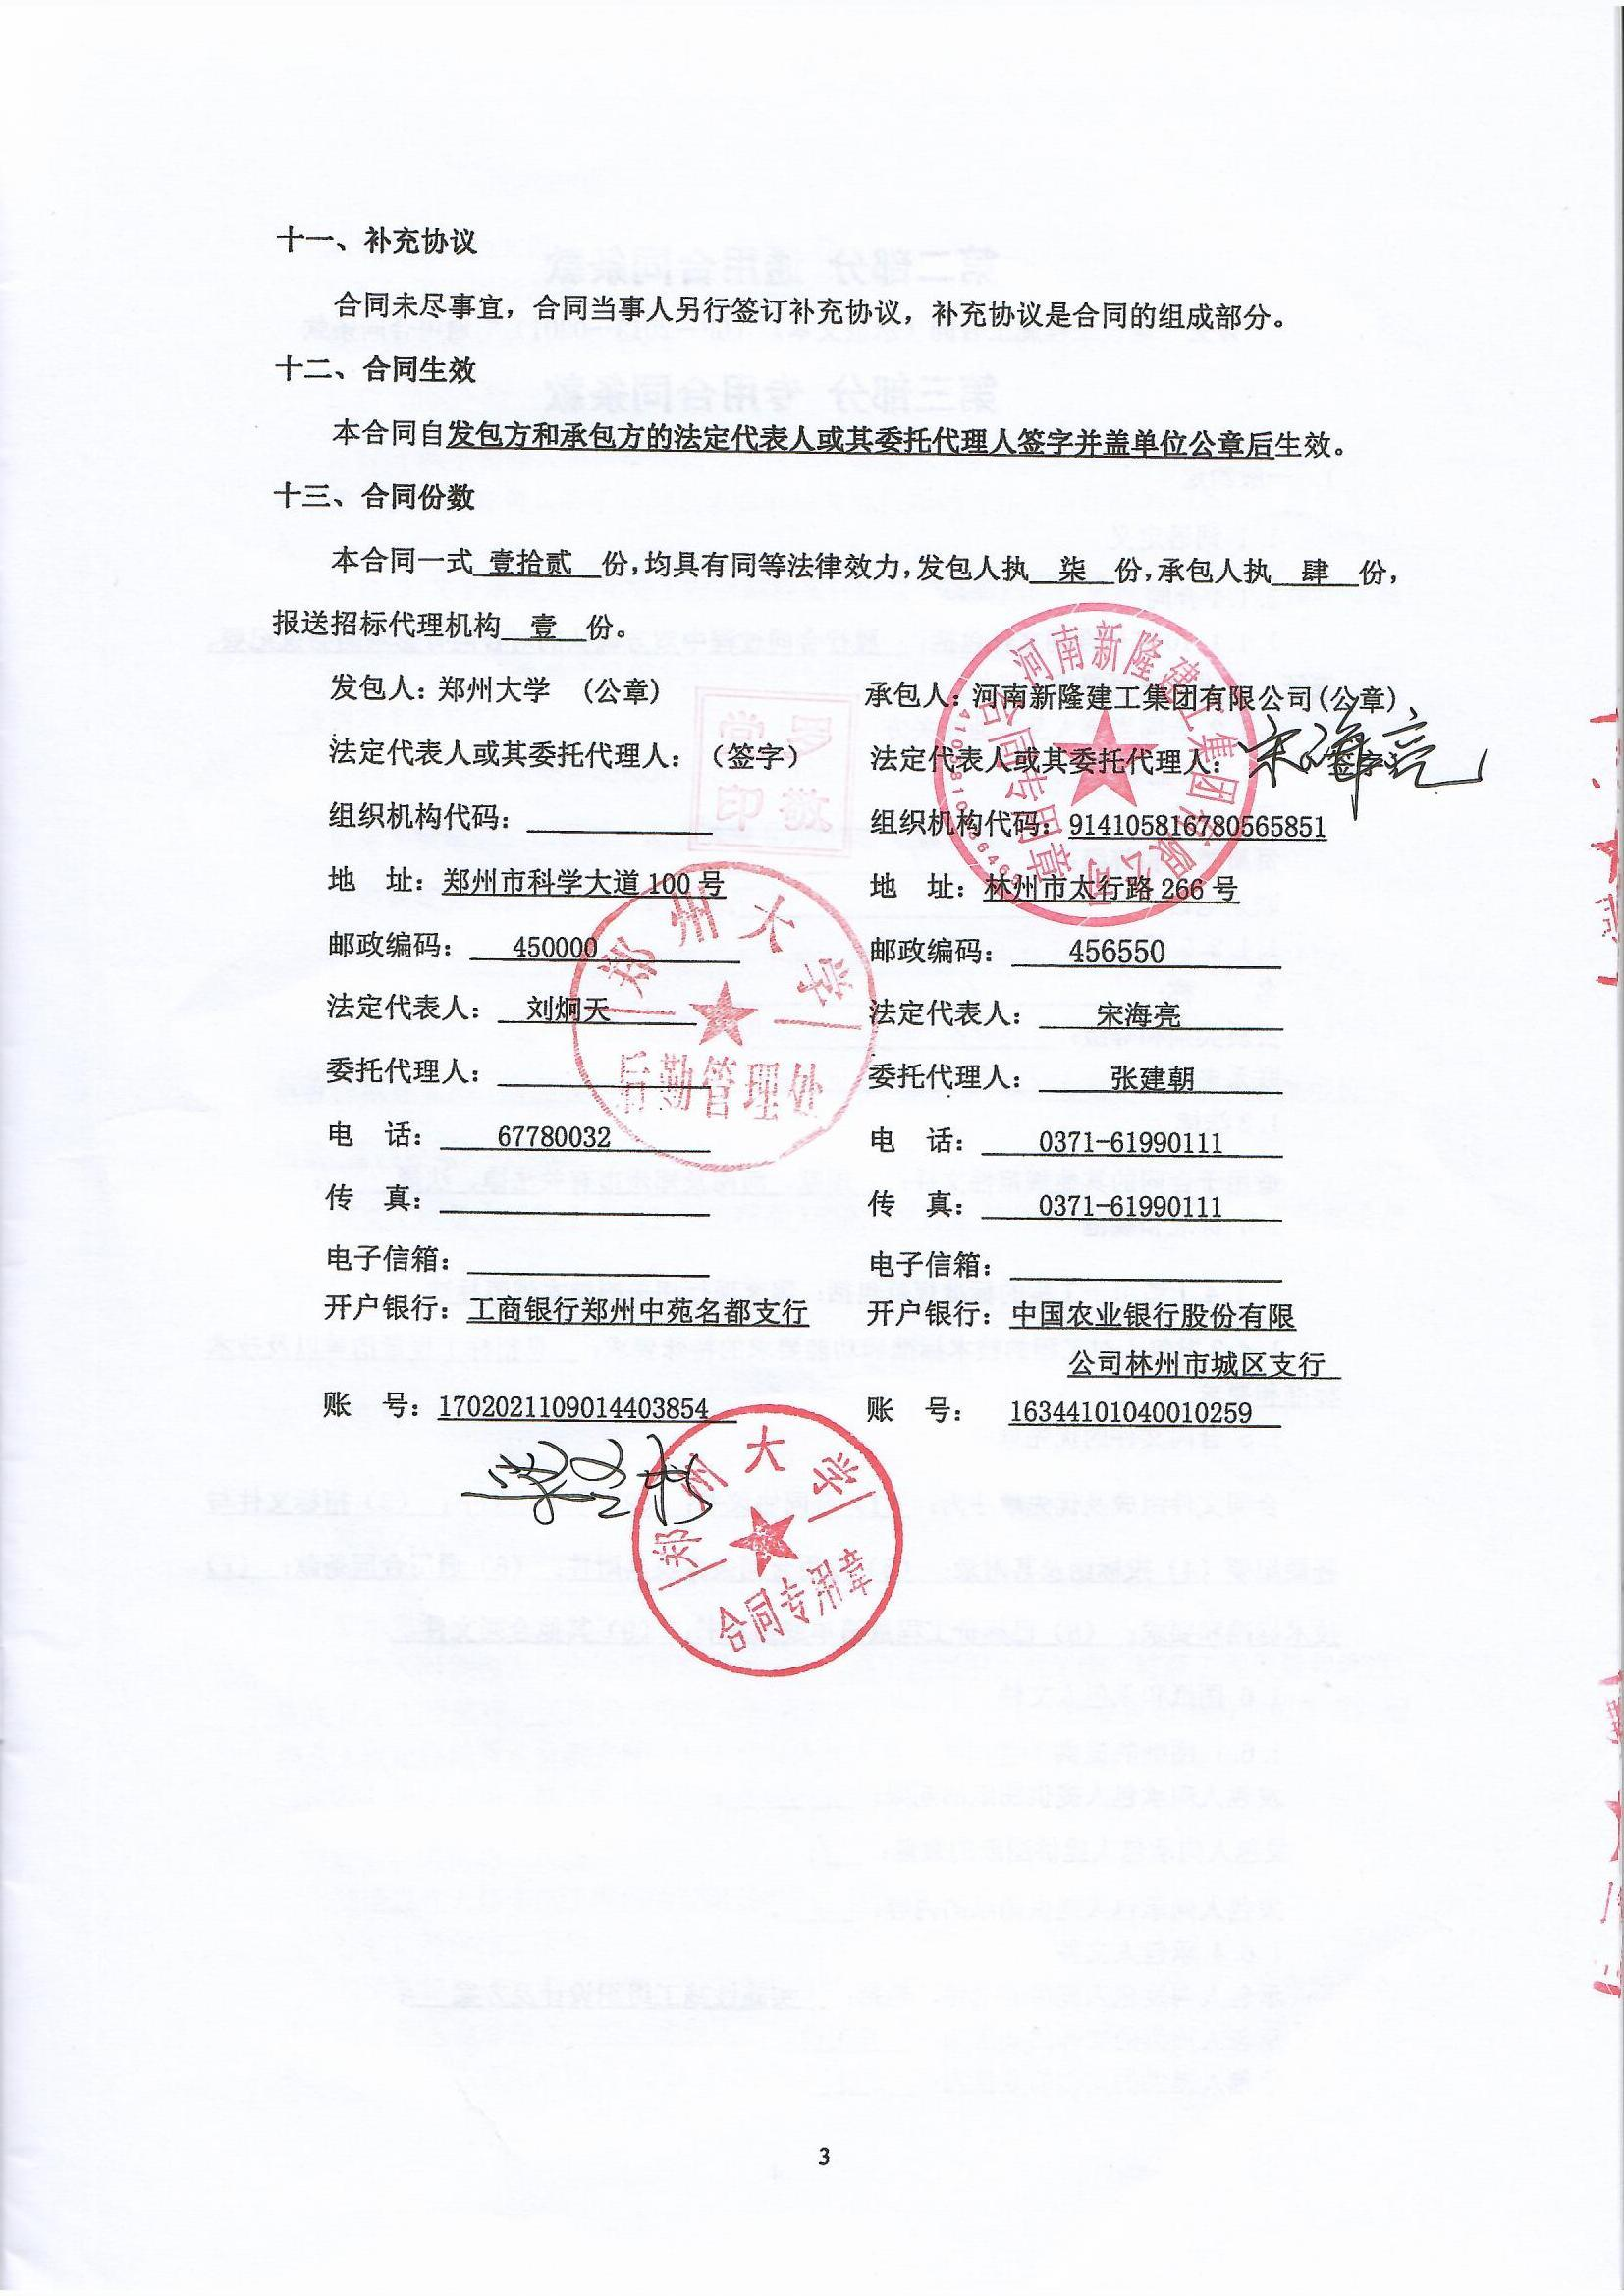 十一、补充协议
合同未尽事宜，合同当事人另行签订补充协议，补充协议是合同的组成部分。
十二、合同生效
本合同自发包方和承包方的法定代表人或其委托代理人签字并盖单位公章后生效。
十三、合同份数
本合同一式 壹拾贰 份,均具有同等法律效力,发包人执 柒 份,承包人执 肆 份,
报送招标代理机构 壹 份。
发包人：郑州大学 (公章)
法定代表人或其委托代理人：（签字）
组织机构代码：
地 址：郑州市科学大道 100 号
邮政编码： 450000
法定代表人： 刘炯天
委托代理人：
电 话： 67780032
传 真：
电子信箱：
开户银行：工商银行郑州中苑名都支行
账 号：1702021109014403854
承包人：河南新隆建工集团有限公司(公章)
法定代表人或其委托代理人：
宋海亮
组织机构代码：914105816780565851
地 址：林州市太行路 266 号
邮政编码： 456550
法定代表人： 宋海亮
委托代理人： 张建朝
电 话： 0371-61990111
传 真： 0371-61990111
电子信箱：
开户银行：中国农业银行股份有限
公司林州市城区支行
账 号： 16344101040010259
河南新隆建工集团有限公司
合同专用章
郑州大学
后勤管理处
郑州大学
合同专用章
3